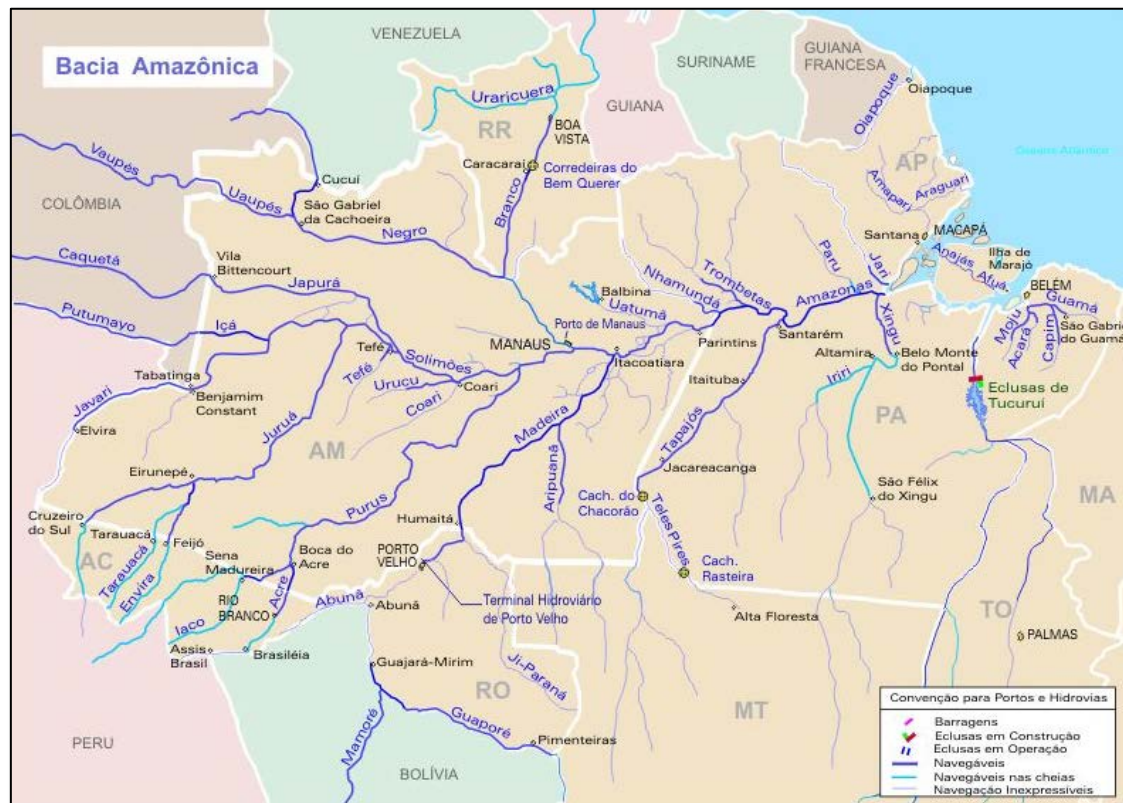 Bacia Amazônica
VENEZUELA
SURINAME
GUIANA
FRANCESA
GUIANA
COLÔMBIA
PERU
BOLÍVIA
Oiapoque
Oiapoque
Uraricuera
RR
BOA
VISTA
Caracaraí
Corredeiras do
Bem Querer
Branco
AP
Amapari
Araguari
Vaupés
Uaupés
Cucuí
São Gabriel
da Cachoeira
Negro
Santana
MACAPÁ
Ilha de
Marajó
Anajás
Afuá
BELÉM
Guamá
São Gabriel
do Guamá
Moju
Acará
Capim
Caquetá
Vila
Bittencourt
Japurá
Putumayo
Içá
Balbina
Uatumã
Nhamundá
Trombetas
Paru
Jari
Amazonas
Xingu
Porto de Manaus
MANAUS
Itacoatiara
Parintins
Santarém
Altamira
Belo Monte
do Pontal
Iriri
Eclusas de
Tucuruí
Tefé
Tefé
Solimões
Urucu
Coari
Coari
Tabatinga
Benjamim
Constant
Javari
Elvira
Juruá
AM
Madeira
Itaituba
Tapajós
PA
Eirunepé
Purus
Aripuanã
Jacareacanga
São Félix
do Xingu
MA
Cruzeiro
do Sul
Tarauacá
Feijó
Humaitá
Cach. do
Chacorão
Teles Pires
AC
Tarauacá
Envira
Sena
Madureira
Boca do
Acre
PORTO
VELHO
Cach.
Rasteira
RIO
BRANCO
Acre
Abunã
Abunã
Terminal Hidroviário
de Porto Velho
Alta Floresta
TO
Iaco
PALMAS
Assis
Brasil
Brasiléia
Guajará-Mirim
Ji-Paraná
RO
MT
Mamoré
Guaporé
Pimenteiras
Convenção para Portos e Hidrovias
Barragens
Eclusas em Construção
Eclusas em Operação
Navegáveis
Navegáveis nas cheias
Navegação Inexpressíveis